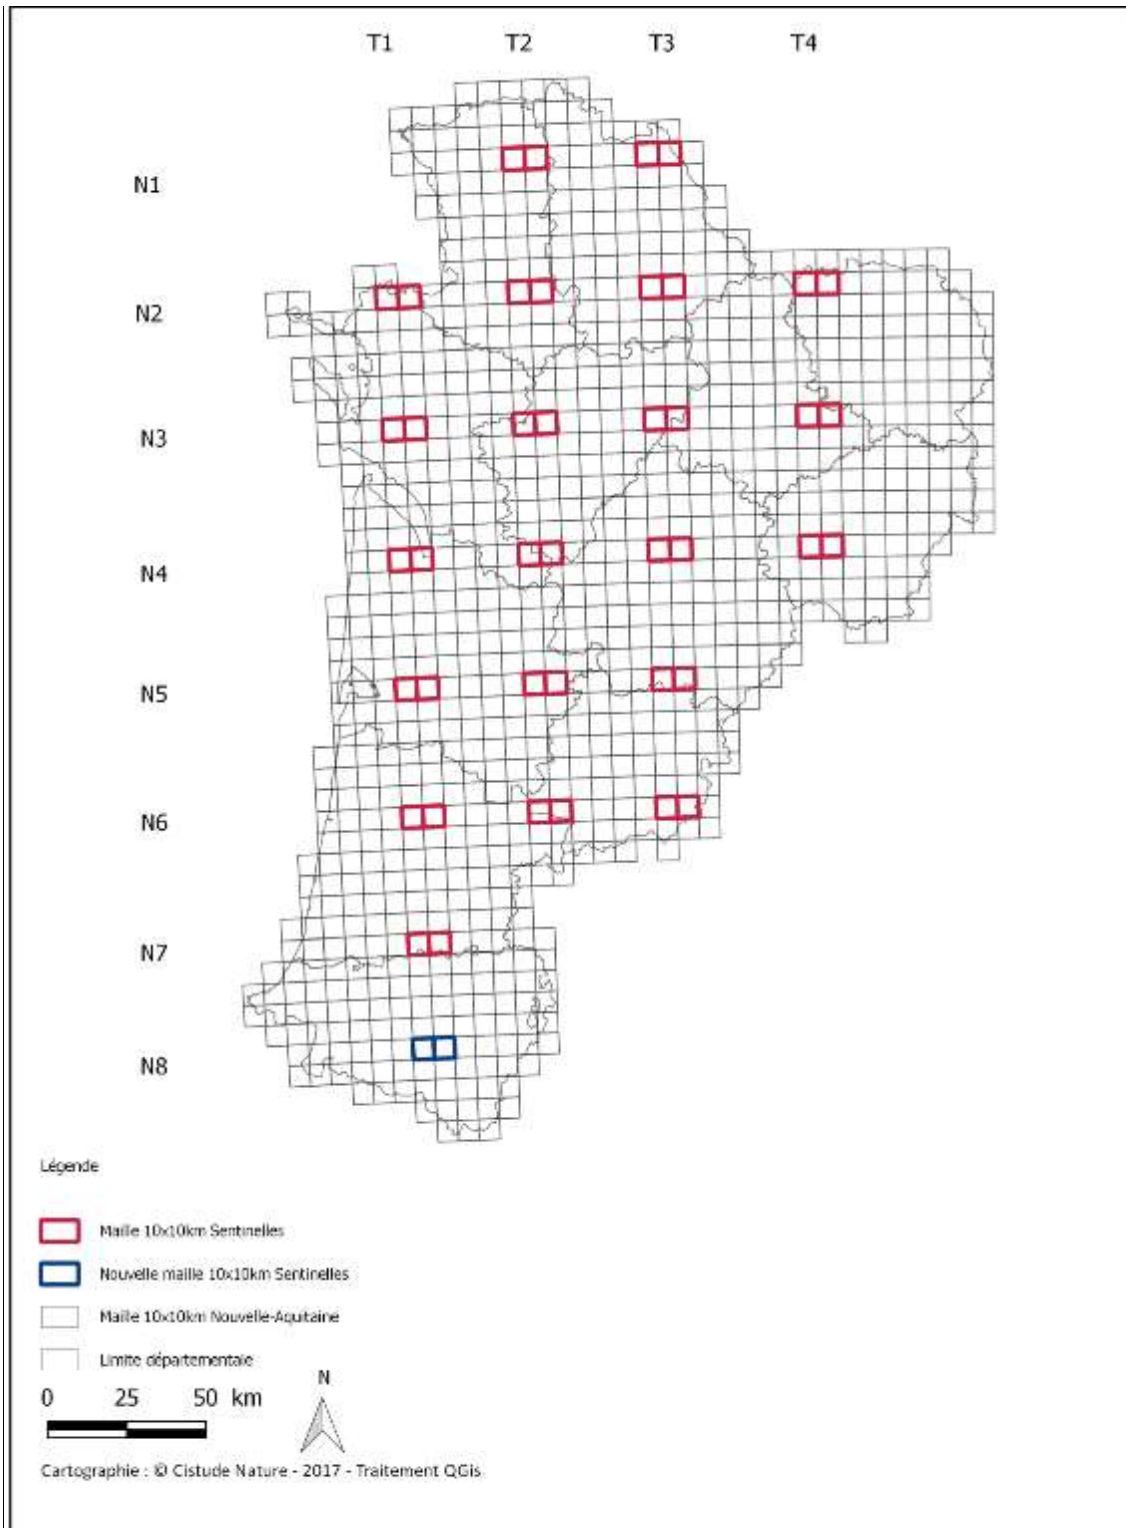 T1 T2 T3 T4
N1
N2
N3
N4
N5
N6
N7
N8
Légende
Maille 10x10km Sentinelles
Nouvelle maille 10x10km Sentinelles
Maille 10x10km Nouvelle-Aquitaine
Limite départementale
N
0 25 50 km
Cartographie : © Cistude Nature - 2017 - Traitement QGis